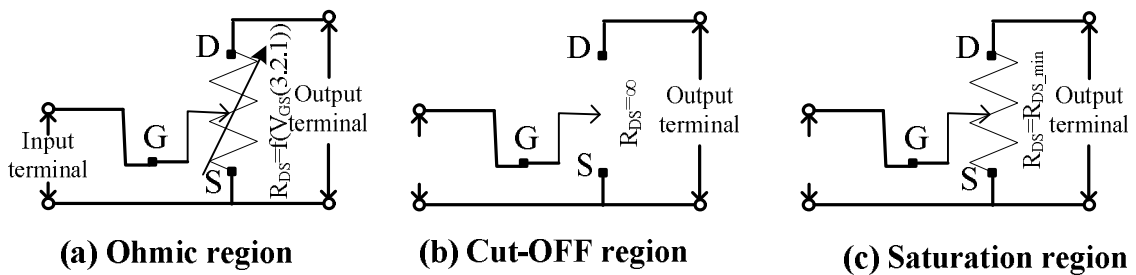 D
G
S
Input
terminal
R_DS=f(V_GS(3.2.1))
Output
terminal
(a) Ohmic region
D
G
S
R_DS=∞
Output
terminal
(b) Cut-OFF region
D
G
S
R_DS=R_DS_min
Output
terminal
(c) Saturation region